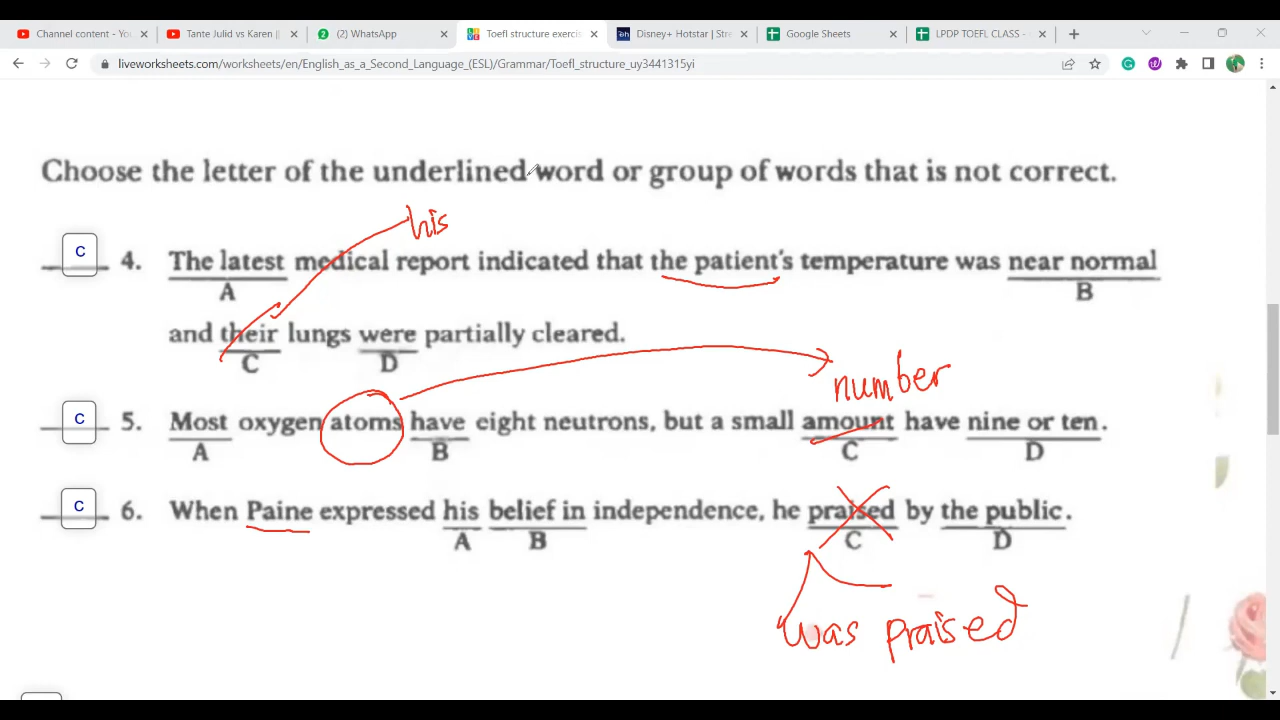 Channel content - You
Tante Julid vs Karen ||
(2) WhatsApp
Toefl structure exercis
Disney+ Hotstar | Stre
Google Sheets
LPDP TOEFL CLASS -
liveworksheets.com/worksheets/en/English_as_a_Second_Language_(ESL)/Grammar/Toefl_structure_uy3441315yi
Choose the letter of the underlined word or group of words that is not correct.
his
C 4. The latest medical report indicated that the patient's temperature was near normal
A B
and their lungs were partially cleared.
C D
number
C 5. Most oxygen atoms have eight neutrons, but a small amount have nine or ten.
A B C D
C 6. When Paine expressed his belief in independence, he praised by the public.
A B C D
was praised